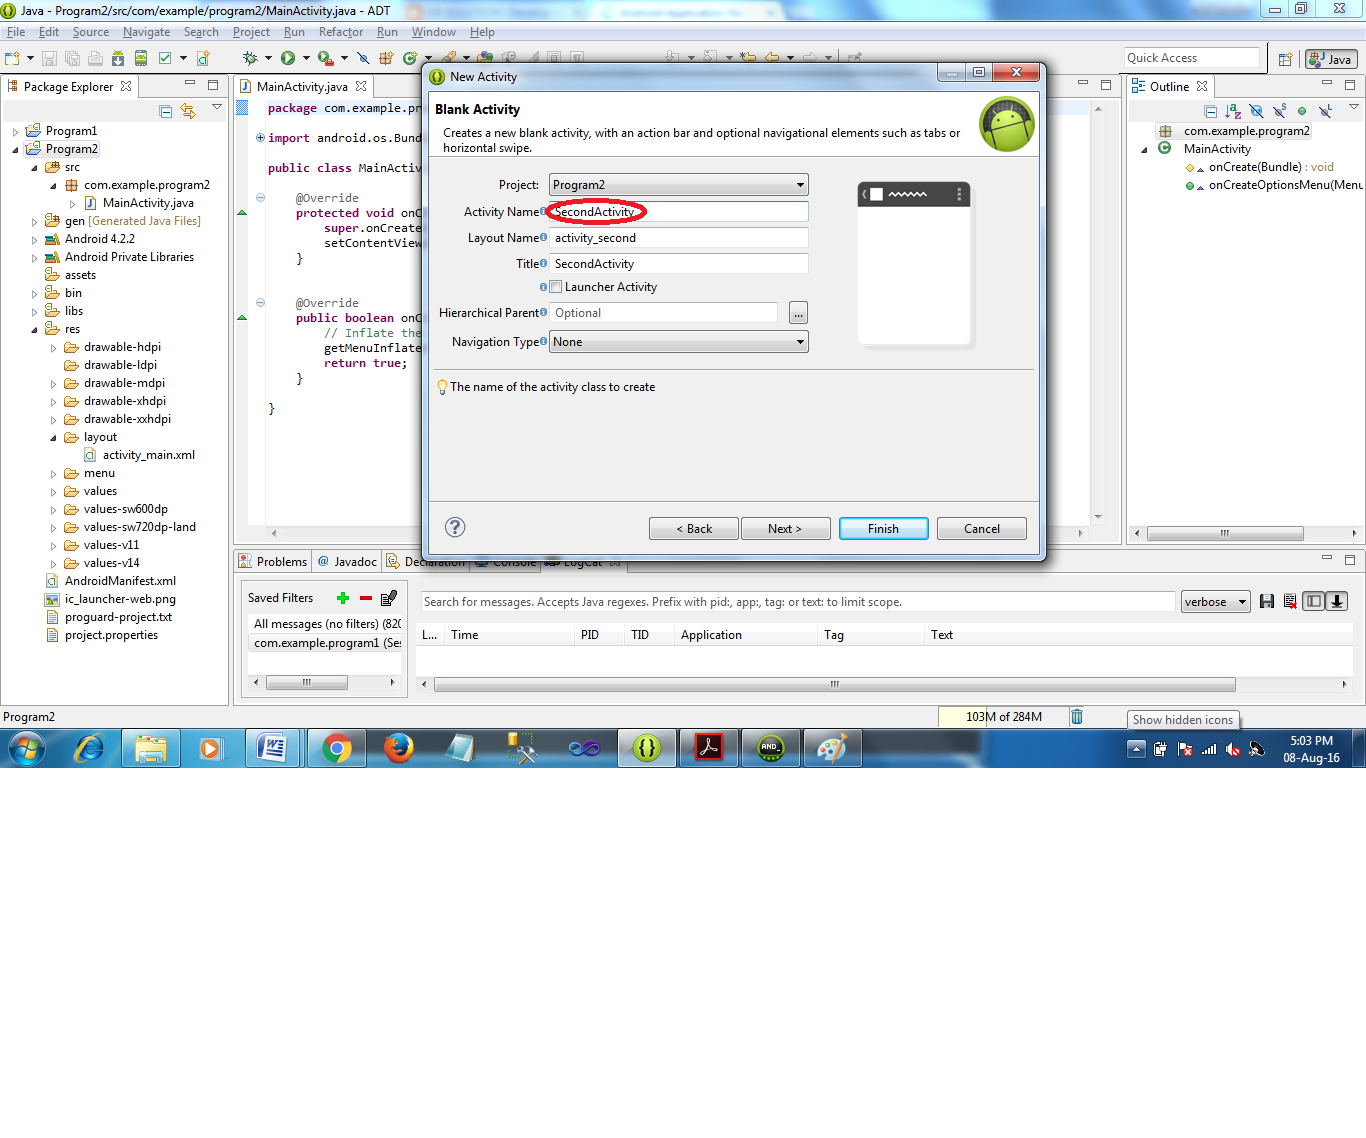 Java - Program2/src/com/example/program2/MainActivity.java - ADT
File Edit Source Navigate Search Project Run Refactor Run Window Help
Quick Access
Java
Package Explorer
Program1
Program2
src
com.example.program2
MainActivity.java
gen [Generated Java Files]
Android 4.2.2
Android Private Libraries
assets
bin
libs
res
drawable-hdpi
drawable-ldpi
drawable-mdpi
drawable-xhdpi
drawable-xxhdpi
layout
activity_main.xml
menu
values
values-sw600dp
values-sw720dp-land
values-v11
values-v14
AndroidManifest.xml
ic_launcher-web.png
proguard-project.txt
project.properties
MainActivity.java
package com.example.pr
import android.os.Bund
public class MainActiv
@Override
protected void onC
super.onCreate
setContentView
}
@Override
public boolean onC
// Inflate the
getMenuInflate
return true;
}
}
New Activity
Blank Activity
Creates a new blank activity, with an action bar and optional navigational elements such as tabs or
horizontal swipe.
Project: Program2
Activity Name SecondActivity
Layout Name activity_second
Title SecondActivity
Launcher Activity
Hierarchical Parent Optional ...
Navigation Type None
The name of the activity class to create
< Back Next > Finish Cancel
Outline
com.example.program2
MainActivity
onCreate(Bundle) : void
onCreateOptionsMenu(Menu
Problems @ Javadoc Declaration Console LogCat
Saved Filters
All messages (no filters) (820
com.example.program1 (Ses
Search for messages. Accepts Java regexes. Prefix with pid:, app:, tag: or text: to limit scope.
verbose
L... Time PID TID Application Tag Text
Program2
103M of 284M
Show hidden icons
AND_
5:03 PM
08-Aug-16